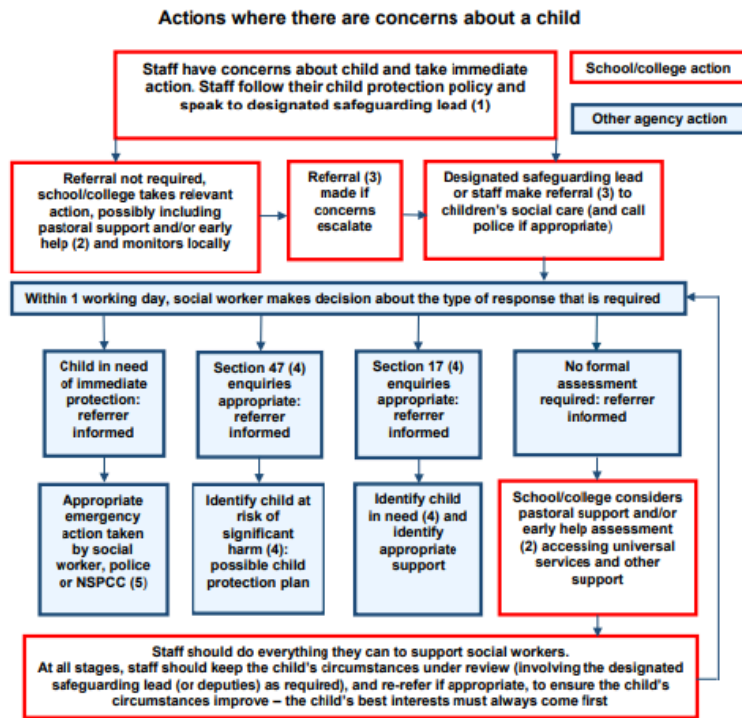 Actions where there are concerns about a child
Staff have concerns about child and take immediate
action. Staff follow their child protection policy and
speak to designated safeguarding lead (1)
School/college action
Other agency action
Referral not required,
school/college takes relevant
action, possibly including
pastoral support and/or early
help (2) and monitors locally
Referral (3)
made if
concerns
escalate
Designated safeguarding lead
or staff make referral (3) to
children's social care (and call
police if appropriate)
Within 1 working day, social worker makes decision about the type of response that is required
Child in need
of immediate
protection:
referrer
informed
Section 47 (4)
enquiries
appropriate:
referrer
informed
Section 17 (4)
enquiries
appropriate:
referrer
informed
No formal
assessment
required: referrer
informed
Appropriate
emergency
action taken
by social
worker, police
or NSPCC (5)
Identify child at
risk of
significant
harm (4):
possible child
protection plan
Identify child
in need (4) and
identify
appropriate
support
School/college considers
pastoral support and/or
early help assessment
(2) accessing universal
services and other
support
Staff should do everything they can to support social workers.
At all stages, staff should keep the child's circumstances under review (involving the designated
safeguarding lead (or deputies) as required), and re-refer if appropriate, to ensure the child's
circumstances improve – the child's best interests must always come first